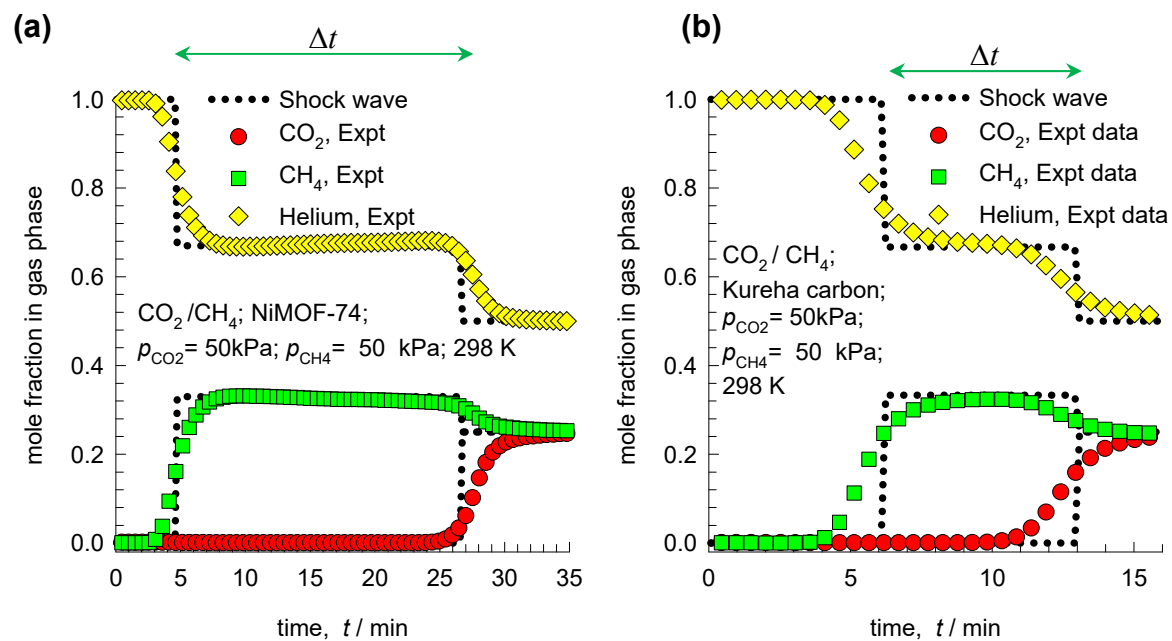 (a)
Δt
1.0
0.8
0.6
0.4
0.2
0.0
mole fraction in gas phase
Shock wave
CO₂, Expt
CH₄, Expt
Helium, Expt
CO₂ /CH₄; NiMOF-74;
p_CO2= 50kPa; p_CH4= 50 kPa; 298 K
0 5 10 15 20 25 30 35
time, t / min
(b)
Δt
1.0
0.8
0.6
0.4
0.2
0.0
mole fraction in gas phase
Shock wave
CO₂, Expt data
CH₄, Expt data
Helium, Expt data
CO₂ / CH₄;
Kureha carbon;
p_CO2= 50kPa;
p_CH4= 50 kPa;
298 K
0 5 10 15
time, t / min